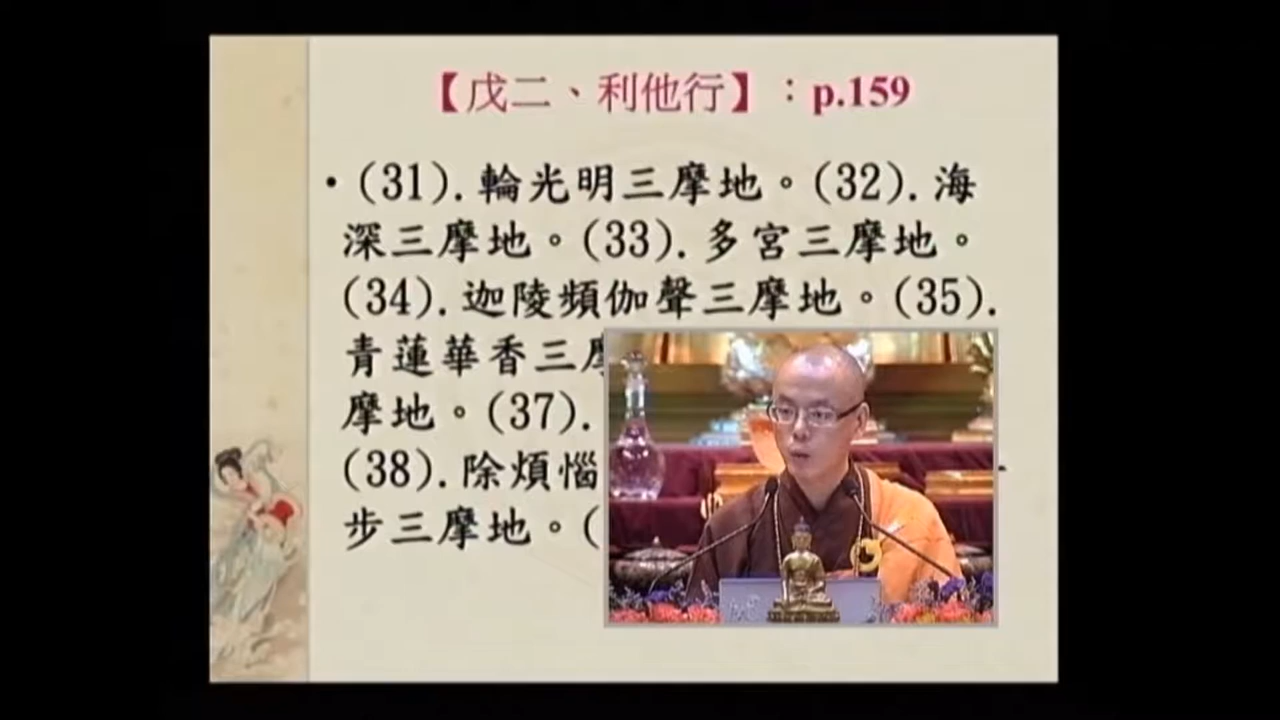 【戊二、利他行】：p.159
•(31).輪光明三摩地。(32).海
深三摩地。(33).多宮三摩地。
(34).迦陵頻伽聲三摩地。(35).
青蓮華香三摩
摩地。(37).
(38).除煩惱
步三摩地。(